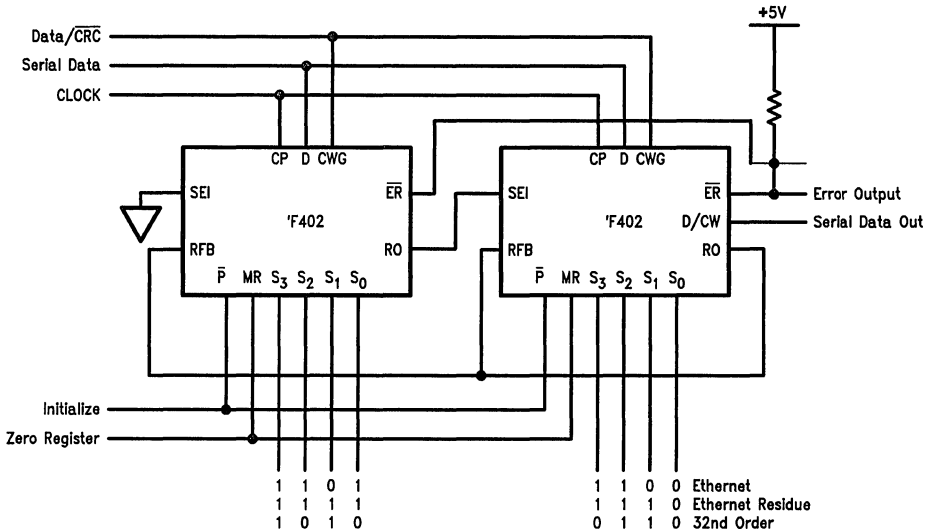 +5V
Data/C̅R̅C̅
Serial Data
CLOCK
CP D CWG
CP D CWG
SEI
E̅R̅
SEI
E̅R̅
Error Output
'F402
'F402
D/CW
Serial Data Out
RFB
RO
RFB
RO
P̅ MR S₃ S₂ S₁ S₀
P̅ MR S₃ S₂ S₁ S₀
Initialize
Zero Register
1 1 0 1 1 1 0 0 Ethernet
1 1 1 1 1 1 1 0 Ethernet Residue
1 0 1 0 0 1 1 0 32nd Order